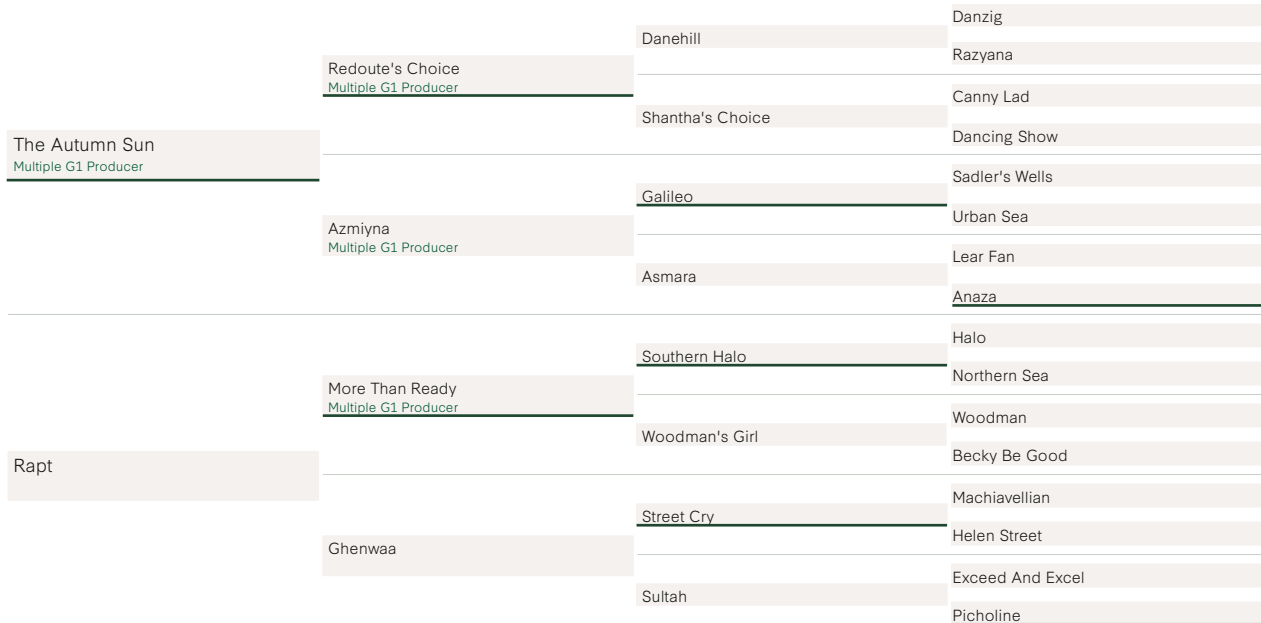 The Autumn Sun
Multiple G1 Producer
Rapt
Redoute's Choice
Multiple G1 Producer
Azmiyna
Multiple G1 Producer
More Than Ready
Multiple G1 Producer
Ghenwaa
Danehill
Shantha's Choice
Galileo
Asmara
Southern Halo
Woodman's Girl
Street Cry
Sultah
Danzig
Razyana
Canny Lad
Dancing Show
Sadler's Wells
Urban Sea
Lear Fan
Anaza
Halo
Northern Sea
Woodman
Becky Be Good
Machiavellian
Helen Street
Exceed And Excel
Picholine